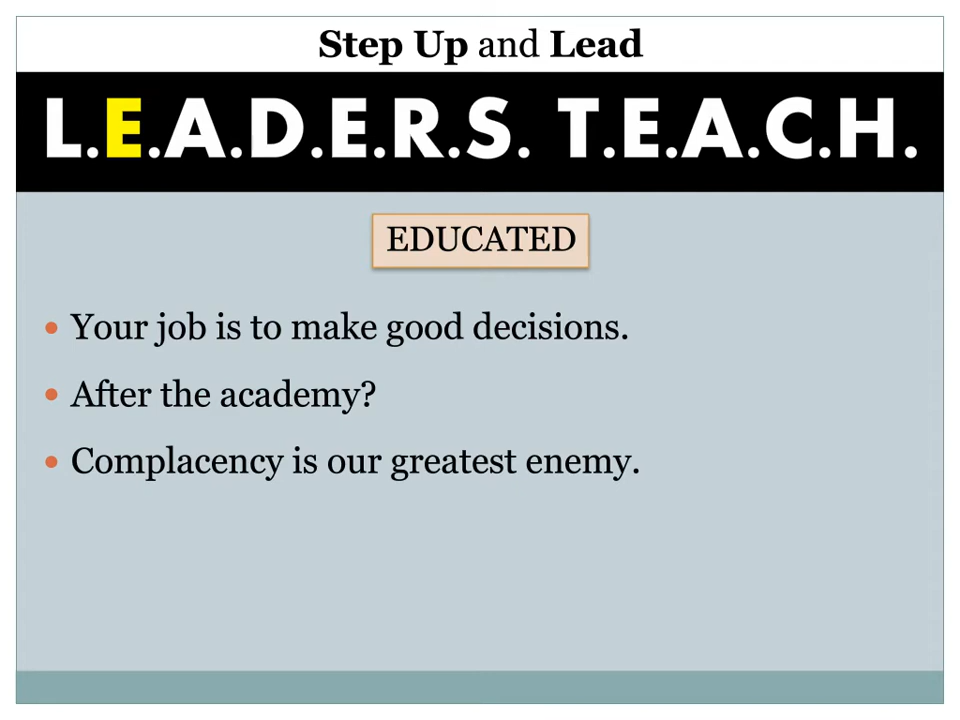 Step Up and Lead
L.E.A.D.E.R.S. T.E.A.C.H.
EDUCATED
• Your job is to make good decisions.
• After the academy?
• Complacency is our greatest enemy.